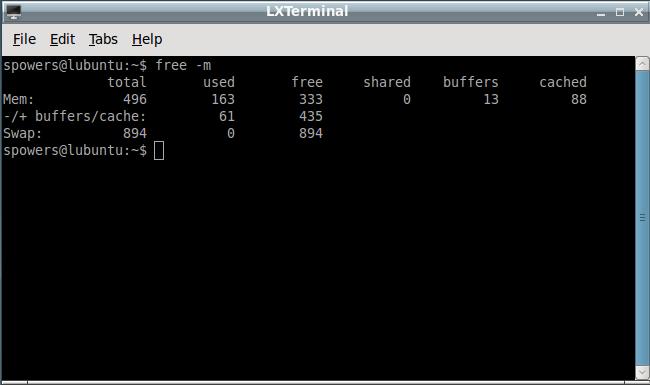 LXTerminal
File Edit Tabs Help
spowers@lubuntu:~$ free -m
             total       used       free     shared    buffers     cached
Mem:           496        163        333          0         13         88
-/+ buffers/cache:         61        435
Swap:          894          0        894
spowers@lubuntu:~$